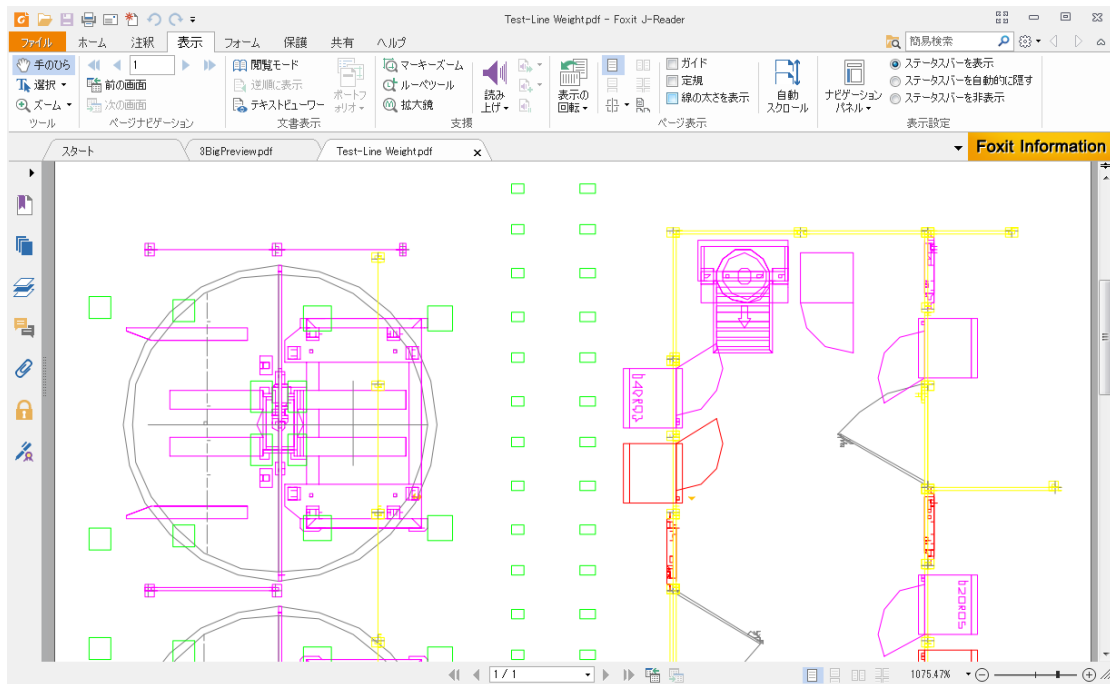 Test-Line Weight.pdf - Foxit J-Reader
ファイル ホーム 注釈 表示 フォーム 保護 共有 ヘルプ 簡易検索
手のひら 1 閲覧モード マーキーズーム ガイド ステータスバーを表示
選択 前の画面 逆順に表示 ルーペツール 定規 ステータスバーを自動的に隠す
ズーム 次の画面 テキストビューワー 拡大鏡 線の太さを表示 ステータスバーを非表示
ポートフォリオ 読み上げ 表示の回転 自動スクロール ナビゲーションパネル
ツール ページナビゲーション 文書表示 支援 ページ表示 表示設定
スタート 3BigPreview.pdf Test-Line Weight.pdf x Foxit Information
1 / 1 1075.47%